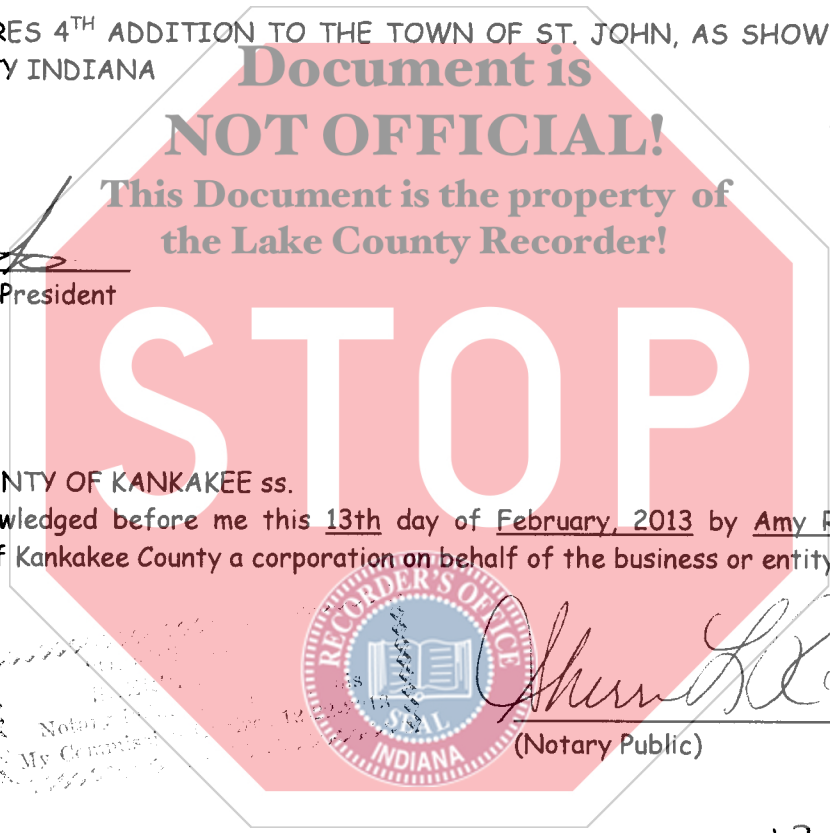 RES 4TH ADDITION TO THE TOWN OF ST. JOHN, AS SHOW
Y INDIANA
Document is
NOT OFFICIAL!
This Document is the property of
the Lake County Recorder!
President
STOP
NTY OF KANKAKEE ss.
wledged before me this 13th day of February, 2013 by Amy R
f Kankakee County a corporation on behalf of the business or entity
RECORDER'S OFFICE
SEAL
INDIANA
My
(Notary Public)